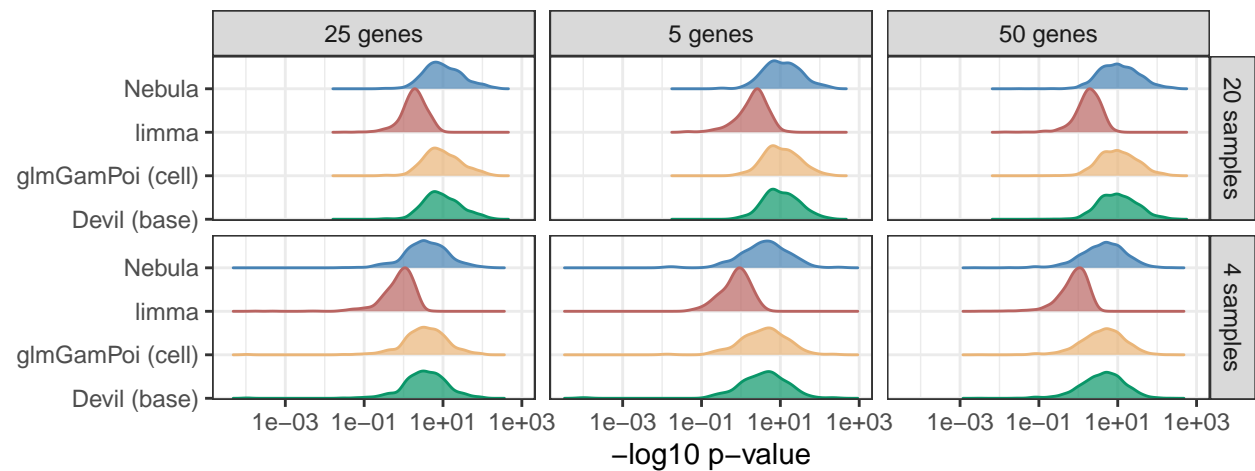 25 genes
5 genes
50 genes
20 samples
Nebula
limma
glmGamPoi (cell)
Devil (base)
4 samples
Nebula
limma
glmGamPoi (cell)
Devil (base)
1e−03 1e−01 1e+01 1e+03
1e−03 1e−01 1e+01 1e+03
1e−03 1e−01 1e+01 1e+03
−log10 p−value